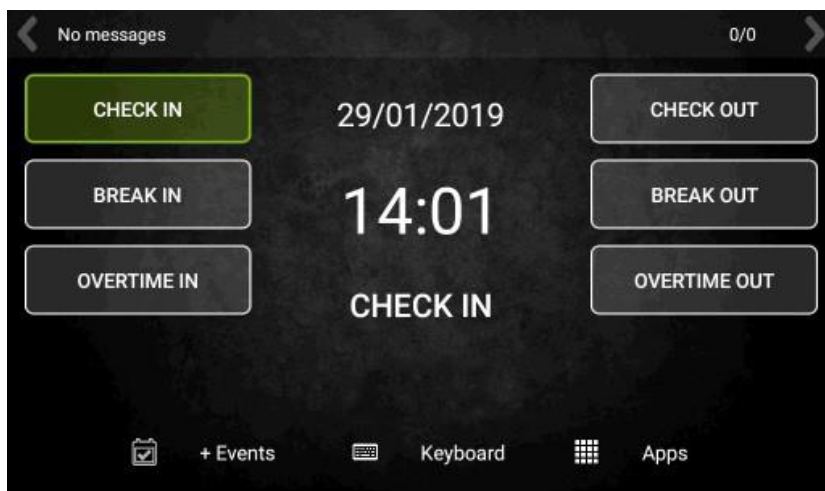 No messages 0/0
CHECK IN 29/01/2019 CHECK OUT
BREAK IN 14:01 BREAK OUT
OVERTIME IN CHECK IN OVERTIME OUT
+ Events Keyboard Apps